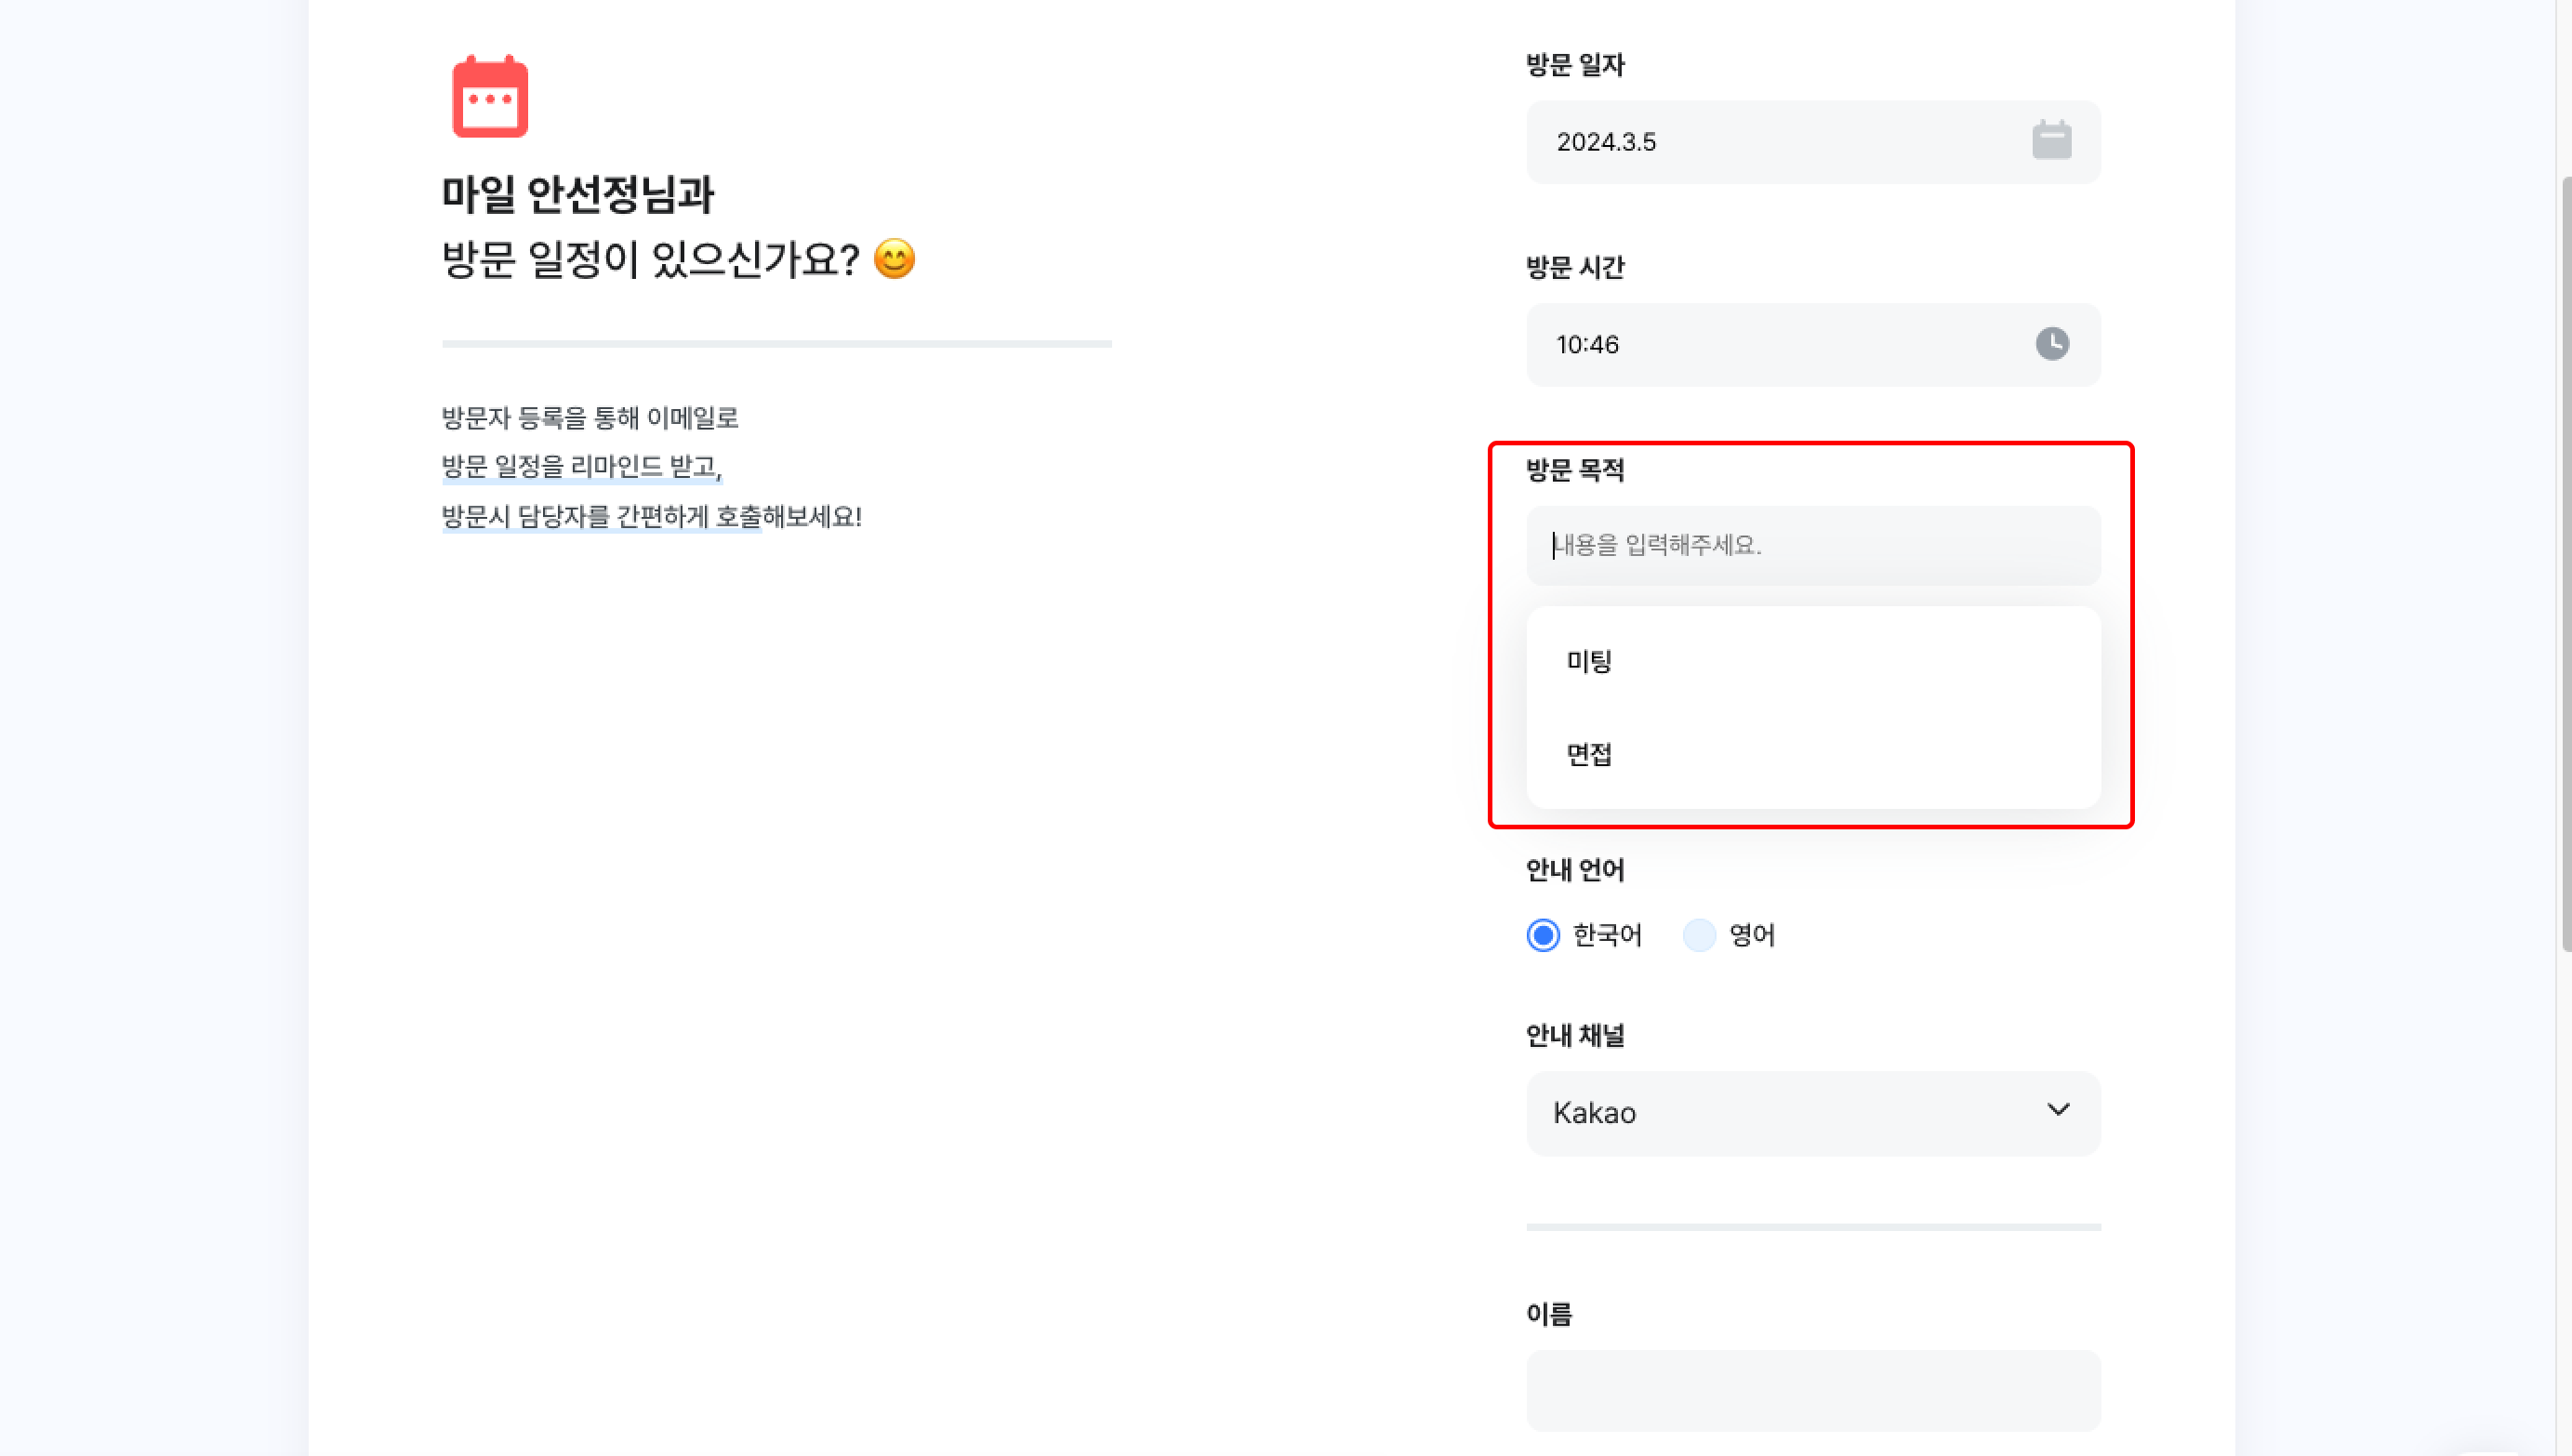 마일 안선정님과
방문 일정이 있으신가요? 😊
방문자 등록을 통해 이메일로
방문 일정을 리마인드 받고,
방문시 담당자를 간편하게 호출해보세요!
방문 일자
2024.3.5
방문 시간
10:46
방문 목적
내용을 입력해주세요.
미팅
면접
안내 언어
한국어 영어
안내 채널
Kakao
이름